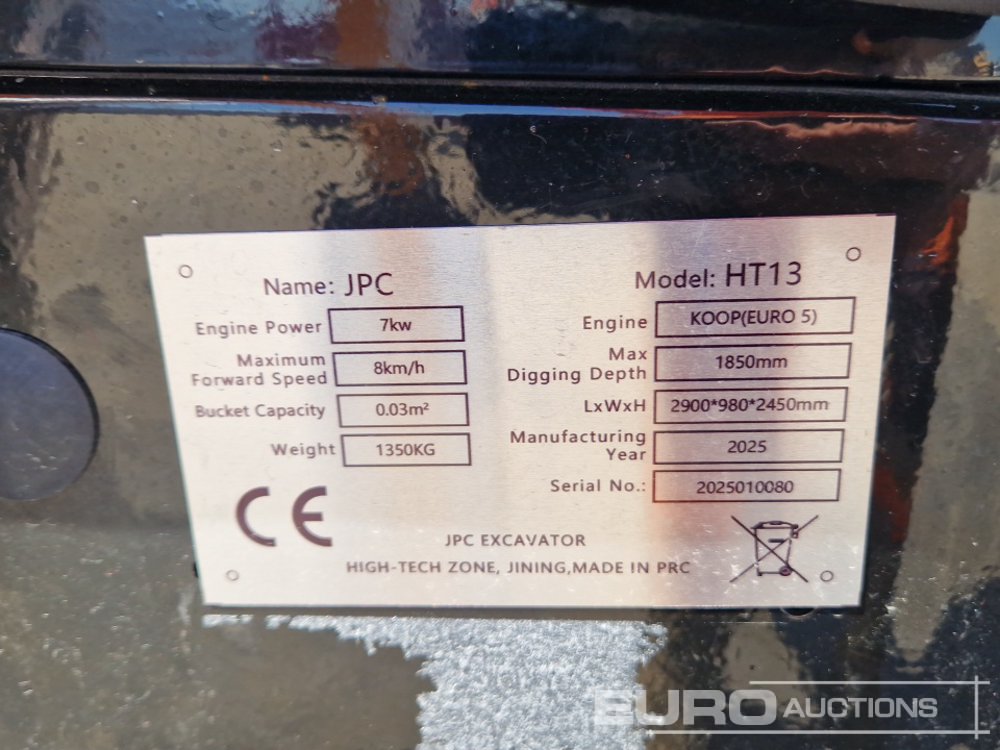 Name: JPC
Model: HT13
Engine Power 7kw
Engine KOOP(EURO 5)
Maximum Forward Speed 8km/h
Max Digging Depth 1850mm
Bucket Capacity 0.03m²
LxWxH 2900*980*2450mm
Weight 1350KG
Manufacturing Year 2025
Serial No.: 2025010080
CE
JPC EXCAVATOR
HIGH-TECH ZONE, JINING,MADE IN PRC
EURO AUCTIONS